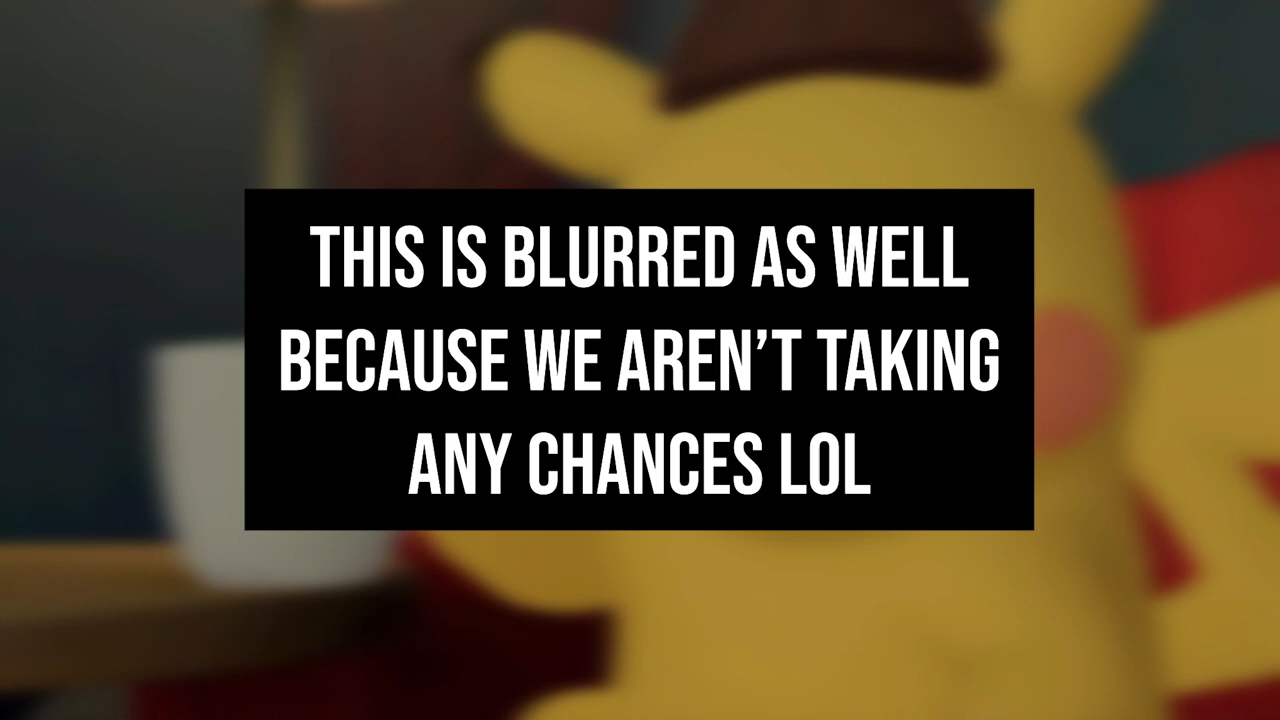 THIS IS BLURRED AS WELL
BECAUSE WE AREN’T TAKING
ANY CHANCES LOL